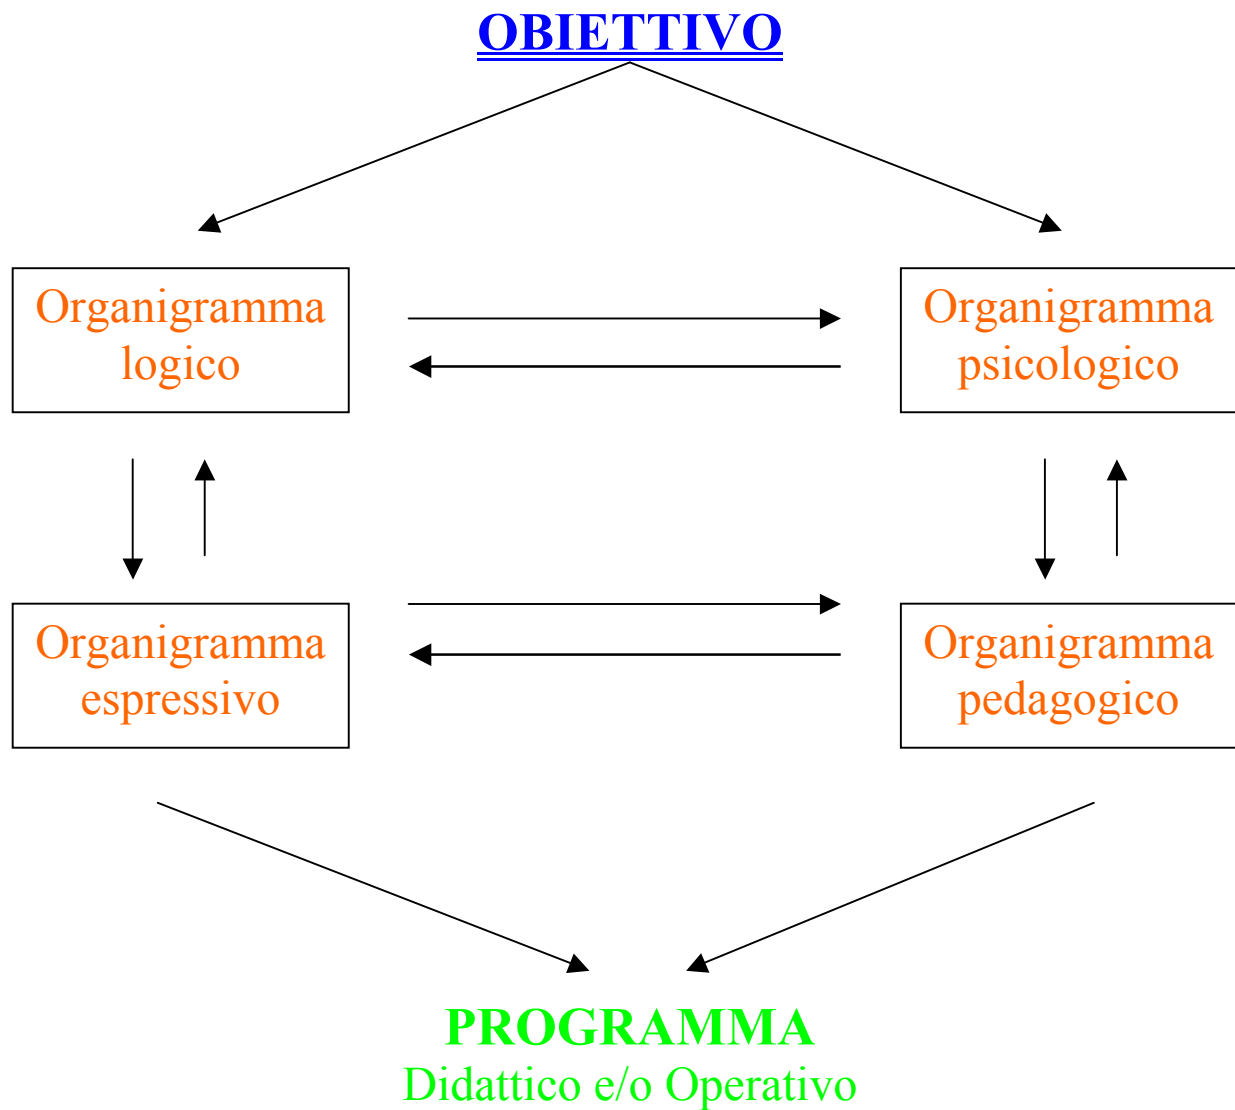 OBIETTIVO
Organigramma
logico
Organigramma
psicologico
Organigramma
espressivo
Organigramma
pedagogico
PROGRAMMA
Didattico e/o Operativo